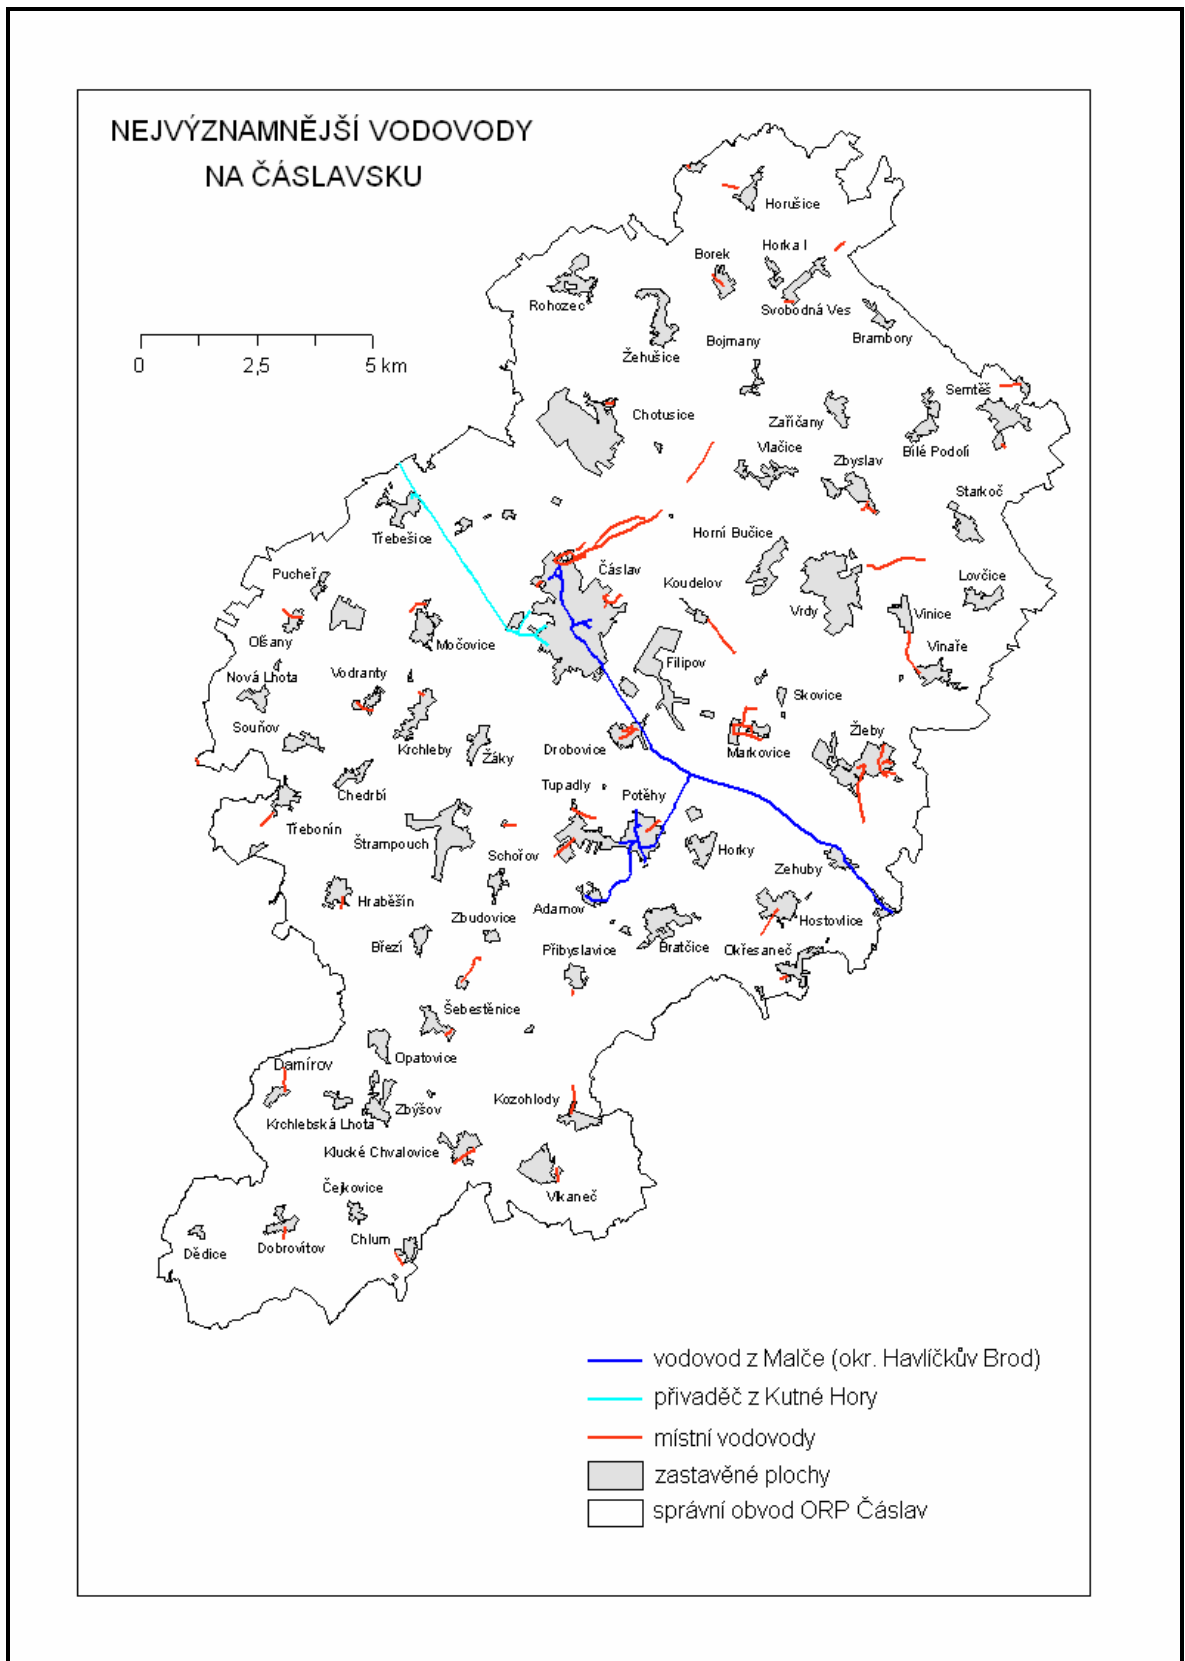 NEJVÝZNAMNĚJŠÍ VODOVODY
NA ČÁSLAVSKU
Horušice
Horka I
Borek
Rohozec
Svobodná Ves
Brambory
Žehušice
Bojmany
0 2,5 5 km
Semtěš
Chotusice
Zaříčany
Bílé Podolí
Vlačice
Zbyslav
Starkoč
Třebešice
Horní Bučice
Čáslav
Koudelov
Lovčice
Pucheř
Vrdy
Vinice
Olšany
Močovice
Vinaře
Filipov
Nová Lhota
Vodranty
Skovice
Souňov
Krchleby
Žáky
Drobovice
Markovice
Žleby
Chedrbí
Tupadly
Potěhy
Třebonín
Štrampouch
Schořov
Horky
Zehuby
Hraběšín
Zbudovice
Adamov
Hostovlice
Březí
Přibyslavice
Bratčice
Okřesaneč
Šebestěnice
Opatovice
Damírov
Kozohlody
Krchlebská Lhota
Zbýšov
Klucké Chvalovice
Čejkovice
Vlkaneč
Dědice
Dobrovítov
Chlum
vodovod z Malče (okr. Havlíčkův Brod)
přivaděč z Kutné Hory
místní vodovody
zastavěné plochy
správní obvod ORP Čáslav